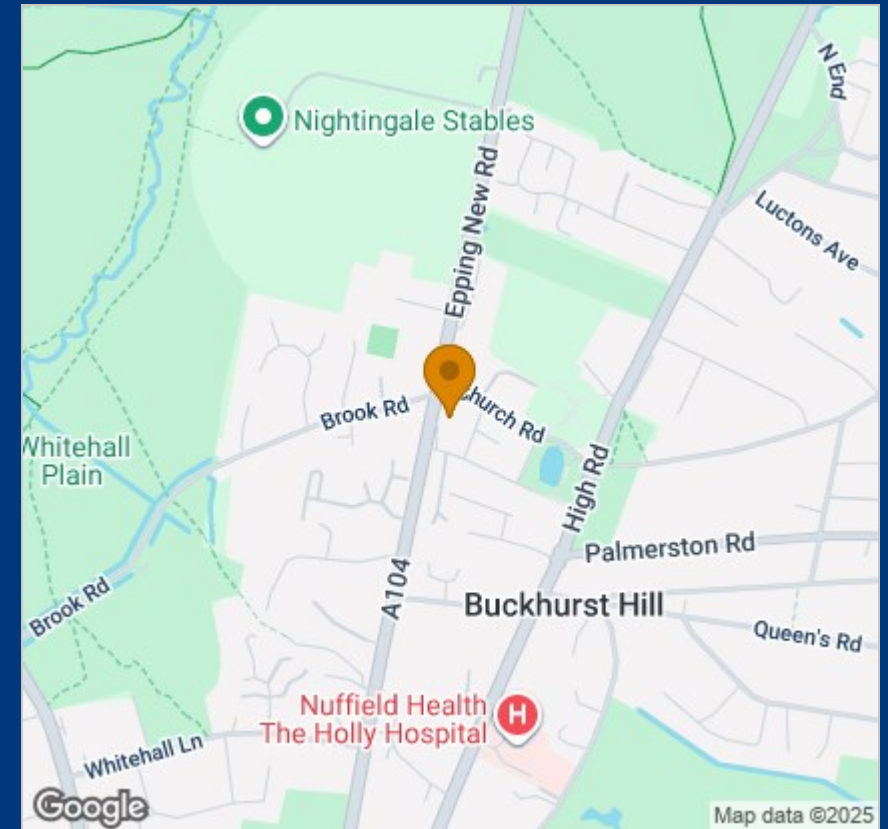 N End
Nightingale Stables
Epping New Rd
Luctons Ave
Church Rd
Brook Rd
Whitehall
Plain
High Rd
Palmerston Rd
A104
Brook Rd
Buckhurst Hill
Queen's Rd
Nuffield Health
The Holly Hospital
H
Whitehall Ln
Google
Map data ©2025